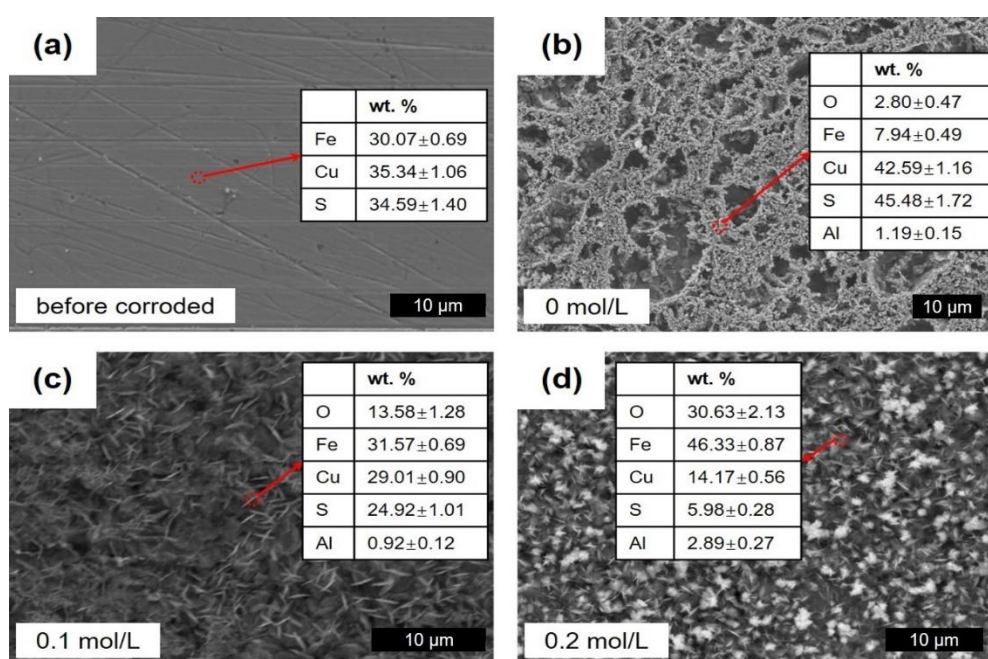 (a)
wt. %
Fe 30.07±0.69
Cu 35.34±1.06
S 34.59±1.40
before corroded
10 μm
(b)
wt. %
O 2.80±0.47
Fe 7.94±0.49
Cu 42.59±1.16
S 45.48±1.72
Al 1.19±0.15
0 mol/L
10 μm
(c)
wt. %
O 13.58±1.28
Fe 31.57±0.69
Cu 29.01±0.90
S 24.92±1.01
Al 0.92±0.12
0.1 mol/L
10 μm
(d)
wt. %
O 30.63±2.13
Fe 46.33±0.87
Cu 14.17±0.56
S 5.98±0.28
Al 2.89±0.27
0.2 mol/L
10 μm